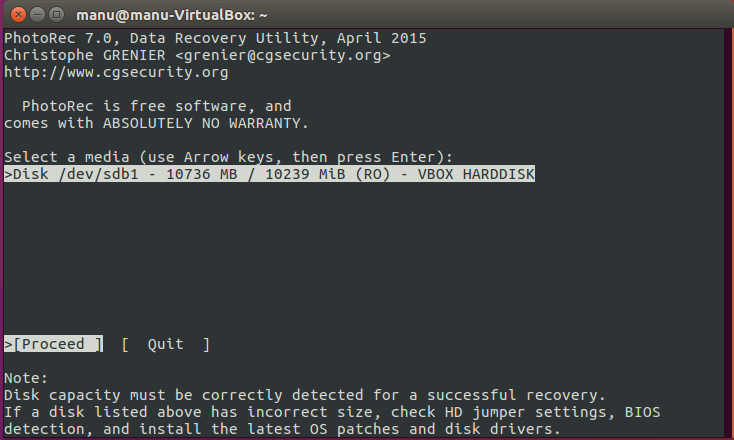 manu@manu-VirtualBox: ~
PhotoRec 7.0, Data Recovery Utility, April 2015
Christophe GRENIER <grenier@cgsecurity.org>
http://www.cgsecurity.org
PhotoRec is free software, and
comes with ABSOLUTELY NO WARRANTY.
Select a media (use Arrow keys, then press Enter):
>Disk /dev/sdb1 - 10736 MB / 10239 MiB (RO) - VBOX HARDDISK
>[Proceed ]  [  Quit  ]
Note:
Disk capacity must be correctly detected for a successful recovery.
If a disk listed above has incorrect size, check HD jumper settings, BIOS
detection, and install the latest OS patches and disk drivers.